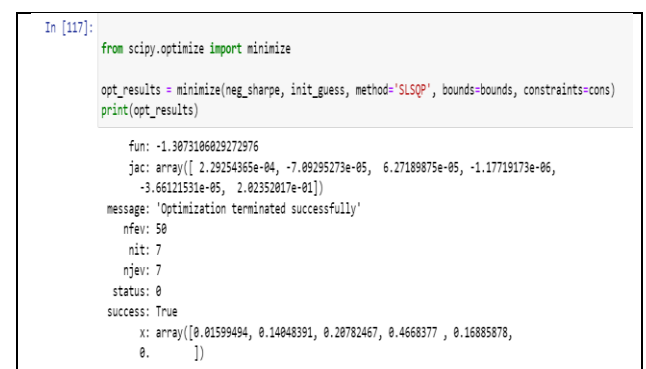 In [117]:
from scipy.optimize import minimize
opt_results = minimize(neg_sharpe, init_guess, method='SLSQP', bounds=bounds, constraints=cons)
print(opt_results)
fun: -1.3073106029272976
jac: array([ 2.29254365e-04, -7.09295273e-05, 6.27189875e-05, -1.17719173e-06,
-3.66121531e-05, 2.02352017e-01])
message: 'Optimization terminated successfully'
nfev: 50
nit: 7
njev: 7
status: 0
success: True
x: array([0.01599494, 0.14048391, 0.20782467, 0.4668377 , 0.16885878,
0. ])